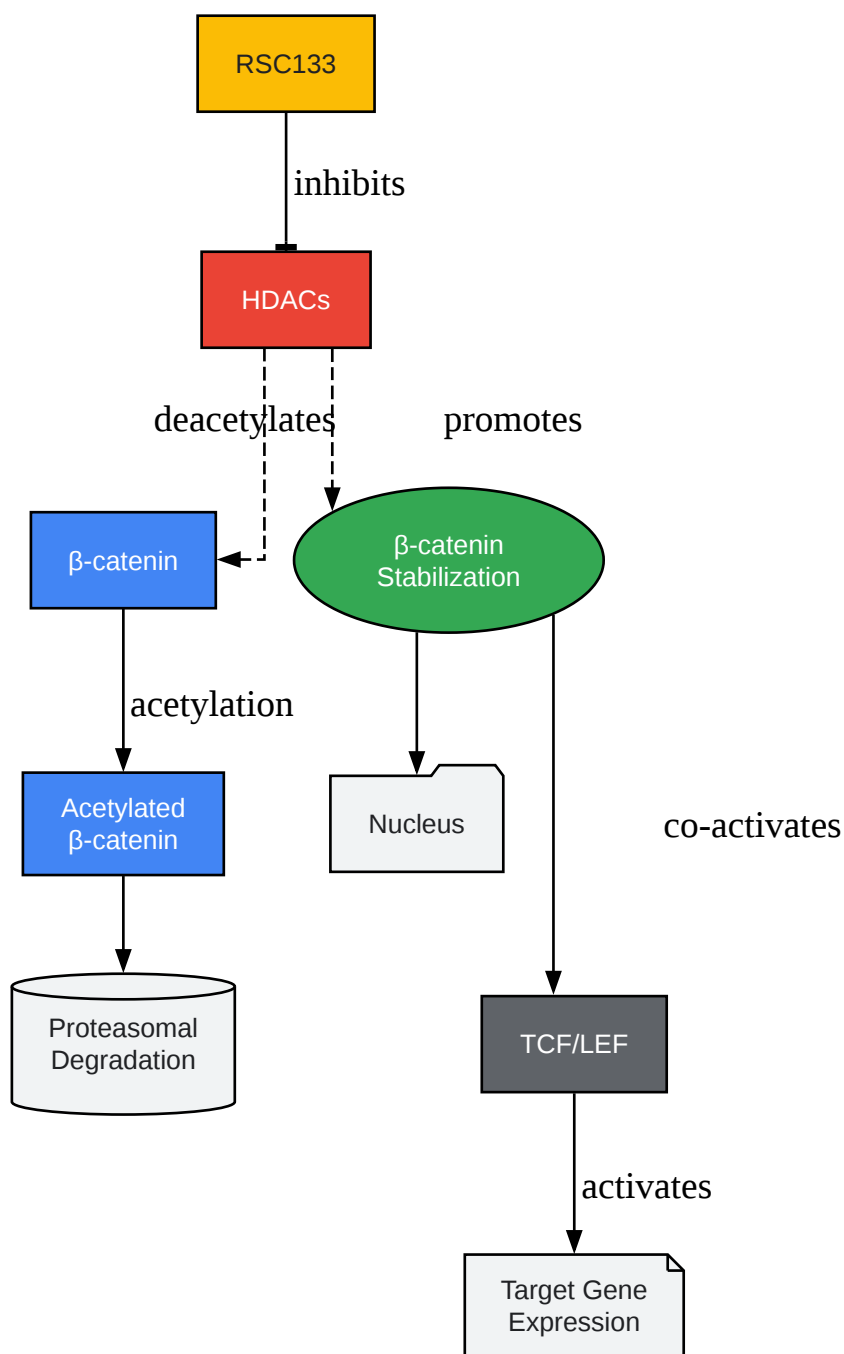 RSC133
inhibits
HDACs
deacetylates
promotes
β-catenin
β-catenin
Stabilization
acetylation
Acetylated
β-catenin
Nucleus
co-activates
Proteasomal
Degradation
TCF/LEF
activates
Target Gene
Expression